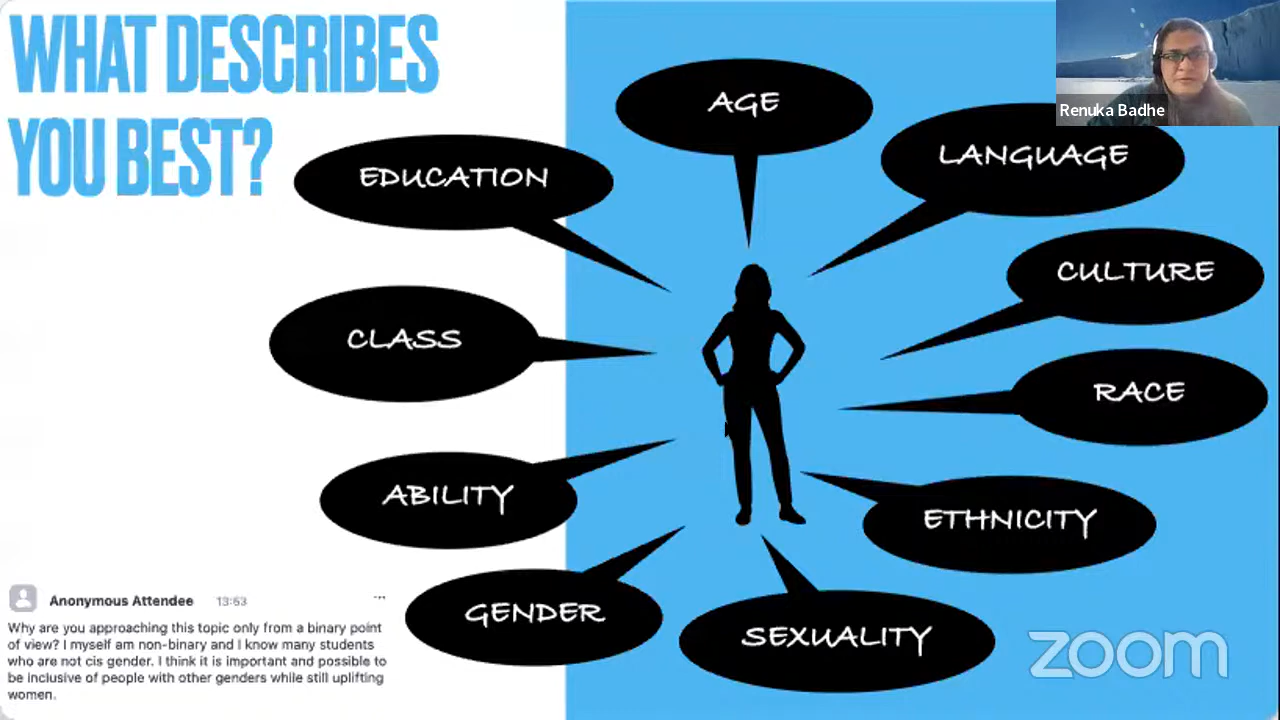 WHAT DESCRIBES
YOU BEST?
AGE
Renuka Badhe
LANGUAGE
EDUCATION
CULTURE
CLASS
RACE
ABILITY
ETHNICITY
GENDER
SEXUALITY
Anonymous Attendee 13:53
Why are you approaching this topic only from a binary point
of view? I myself am non-binary and I know many students
who are not cis gender. I think it is important and possible to
be inclusive of people with other genders while still uplifting
women.
zoom